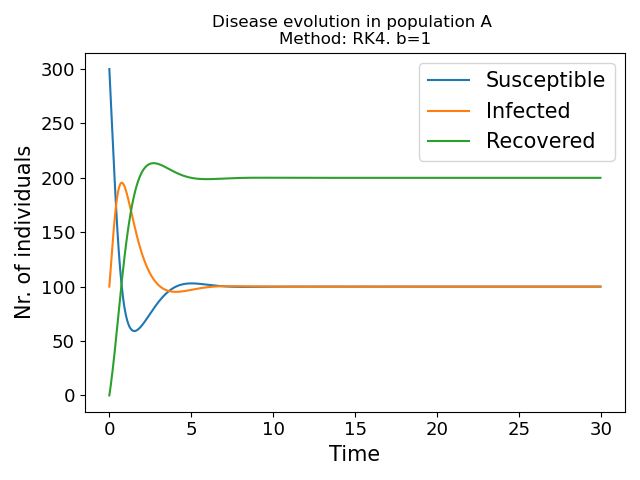 Disease evolution in population A
Method: RK4. b=1
300
250
200
150
100
50
0
Nr. of individuals
0 5 10 15 20 25 30
Time
Susceptible
Infected
Recovered